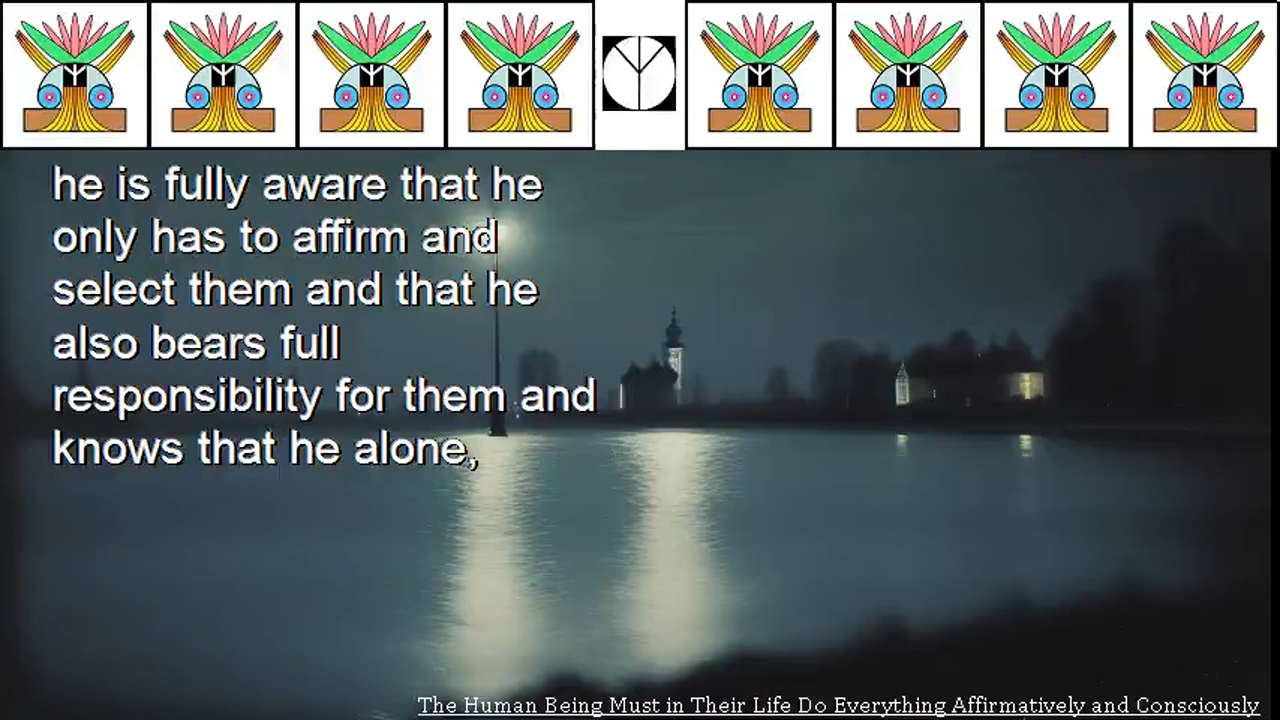 he is fully aware that he
only has to affirm and
select them and that he
also bears full
responsibility for them and
knows that he alone,
The Human Being Must in Their Life Do Everything Affirmatively and Consciously